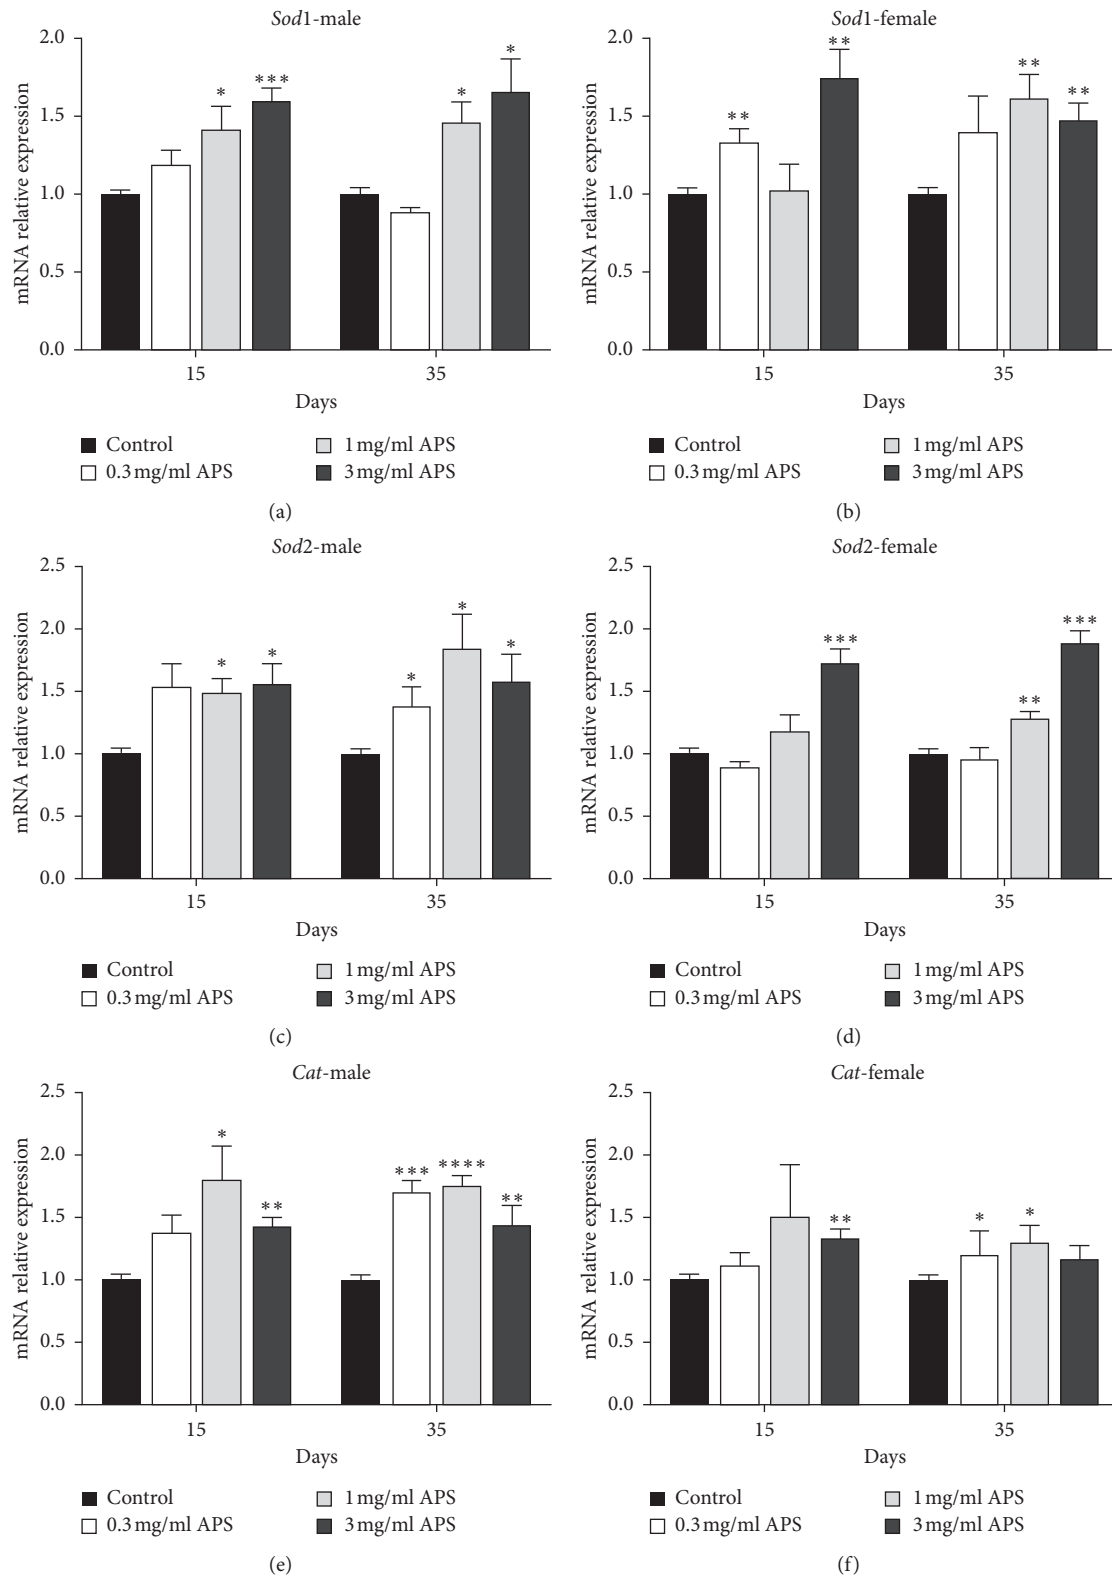 Sod1-male
2.0
1.5
1.0
0.5
0.0
mRNA relative expression
* *** * *
15 35
Days
Control 1 mg/ml APS
0.3 mg/ml APS 3 mg/ml APS
(a)
Sod1-female
2.0
1.5
1.0
0.5
0.0
mRNA relative expression
** ** ** **
15 35
Days
Control 1 mg/ml APS
0.3 mg/ml APS 3 mg/ml APS
(b)
Sod2-male
2.5
2.0
1.5
1.0
0.5
0.0
mRNA relative expression
* * * * *
15 35
Days
Control 1 mg/ml APS
0.3 mg/ml APS 3 mg/ml APS
(c)
Sod2-female
2.5
2.0
1.5
1.0
0.5
0.0
mRNA relative expression
*** ** ***
15 35
Days
Control 1 mg/ml APS
0.3 mg/ml APS 3 mg/ml APS
(d)
Cat-male
2.5
2.0
1.5
1.0
0.5
0.0
mRNA relative expression
* ** *** **** **
15 35
Days
Control 1 mg/ml APS
0.3 mg/ml APS 3 mg/ml APS
(e)
Cat-female
2.5
2.0
1.5
1.0
0.5
0.0
mRNA relative expression
** * *
15 35
Days
Control 1 mg/ml APS
0.3 mg/ml APS 3 mg/ml APS
(f)